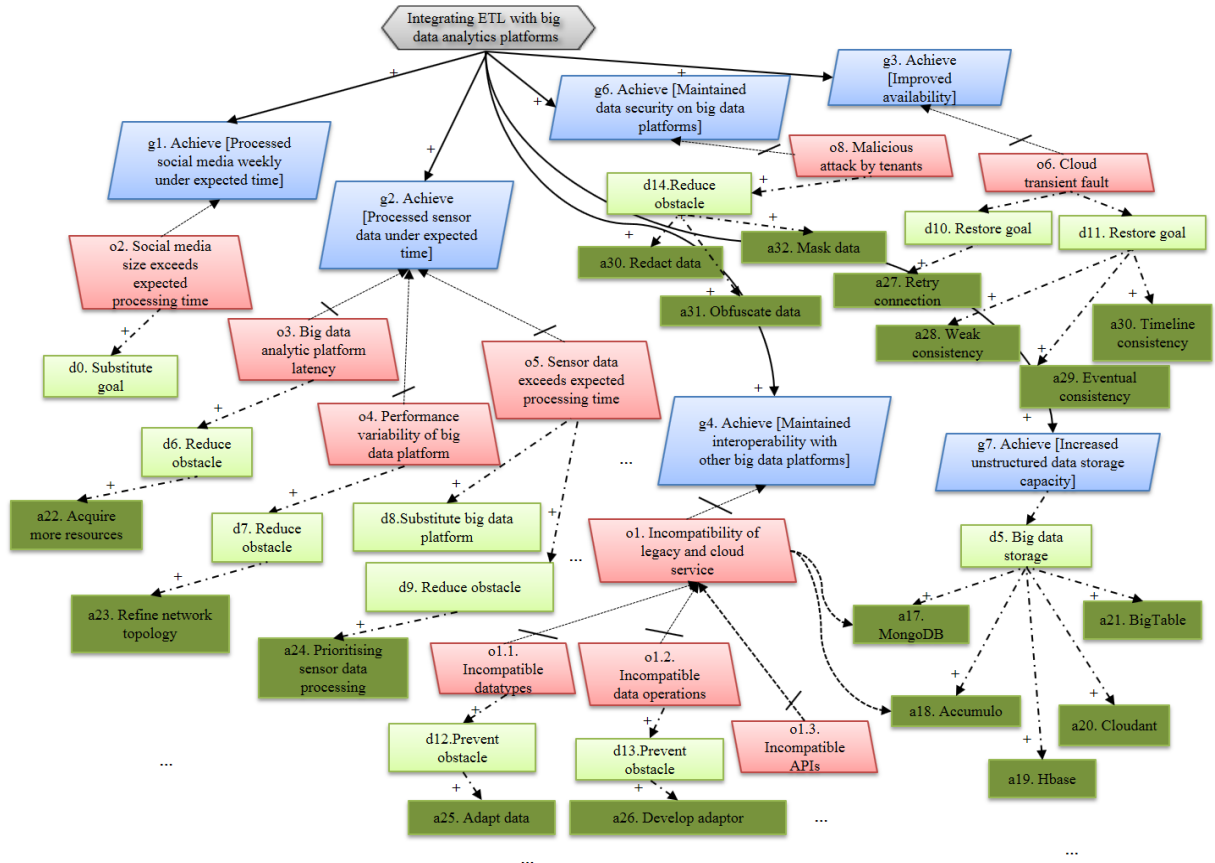 Integrating ETL with big
data analytics platforms
+
+
+
+
+
g3. Achieve
[Improved
availability]
g6. Achieve [Maintained
data security on big data
platforms]
g1. Achieve [Processed
social media weekly
under expected time]
o8. Malicious
attack by tenants
o6. Cloud
transient fault
+
+
+
+
g2. Achieve
[Processed sensor
data under expected
time]
d14.Reduce
obstacle
d10. Restore goal
d11. Restore goal
o2. Social media
size exceeds
expected
processing time
+
+
+
a32. Mask data
a30. Redact data
+
a27. Retry
connection
+
+
a31. Obfuscate data
+
+
a28. Weak
consistency
a30. Timeline
consistency
o3. Big data
analytic platform
latency
o5. Sensor data
exceeds expected
processing time
+
d0. Substitute
goal
+
a29. Eventual
consistency
+
+
o4. Performance
variability of big
data platform
g4. Achieve [Maintained
interoperability with
other big data platforms]
+
d6. Reduce
obstacle
g7. Achieve [Increased
unstructured data storage
capacity]
...
+
a22. Acquire
more resources
+
+
d7. Reduce
obstacle
d8.Substitute big data
platform
o1. Incompatibility of
legacy and cloud
service
d5. Big data
storage
+
...
d9. Reduce obstacle
+
a23. Refine network
topology
+
+
a17.
MongoDB
a21. BigTable
+
a24. Prioritising
sensor data
processing
o1.1.
Incompatible
datatypes
o1.2.
Incompatible
data operations
+
+
a18. Accumulo
a20. Cloudant
+
+
o1.3.
Incompatible
APIs
d12.Prevent
obstacle
d13.Prevent
obstacle
+
...
a19. Hbase
+
+
a25. Adapt data
a26. Develop adaptor
...
...
...